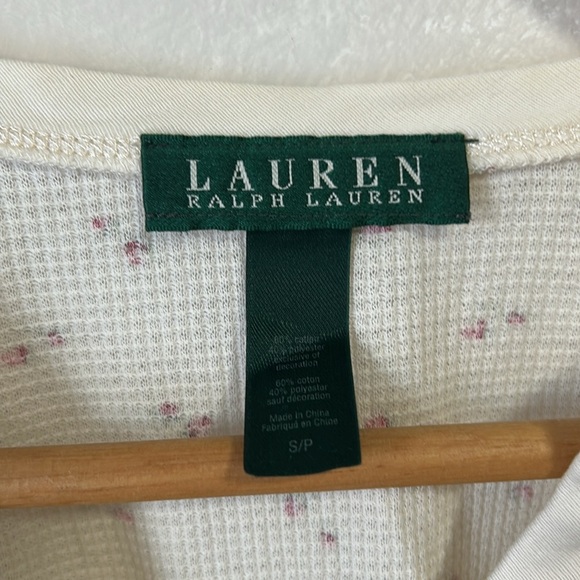 LAUREN
RALPH LAUREN
60% cotton
40% polyester
exclusive of
decoration
60% coton
40% polyester
sauf décoration
Made in China
Fabriqué en Chine
S/P